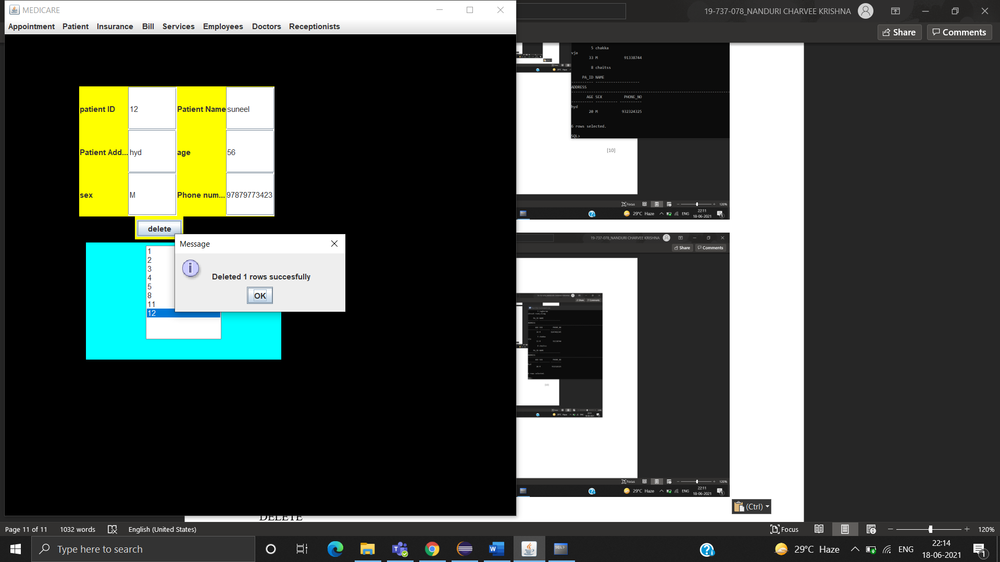 MEDICARE
Appointment Patient Insurance Bill Services Employees Doctors Receptionists
19-737-078_NANDURI CHARVEE KRISHNA
Share Comments
patient ID 12 Patient Name suneel
Patient Add... hyd age 56
sex M Phone num... 97879773423
delete
Message
Deleted 1 rows succesfully
OK
1
2
3
4
5
8
11
12
5 chakka
vja
33 M 91338744
8 chaitss
PA_ID NAME
ADDRESS
AGE SEX PHONE_NO
hyd
20 M 932324325
6 rows selected.
SQL>
[10]
Focus 120%
29°C Haze ENG 22:11
18-06-2021
19-737-078_NANDURI CHARVEE KRISHNA
Share Comments
Focus 120%
29°C Haze ENG 22:11
18-06-2021
(Ctrl)
DELETE
Page 11 of 11 1032 words English (United States) Focus 120%
Type here to search
29°C Haze ENG 22:14
18-06-2021
1